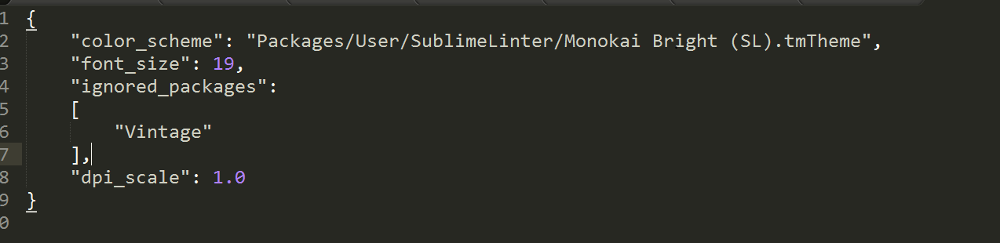 1 {
2 "color_scheme": "Packages/User/SublimeLinter/Monokai Bright (SL).tmTheme",
3 "font_size": 19,
4 "ignored_packages":
5 [
6 "Vintage"
7 ],
8 "dpi_scale": 1.0
9 }
0